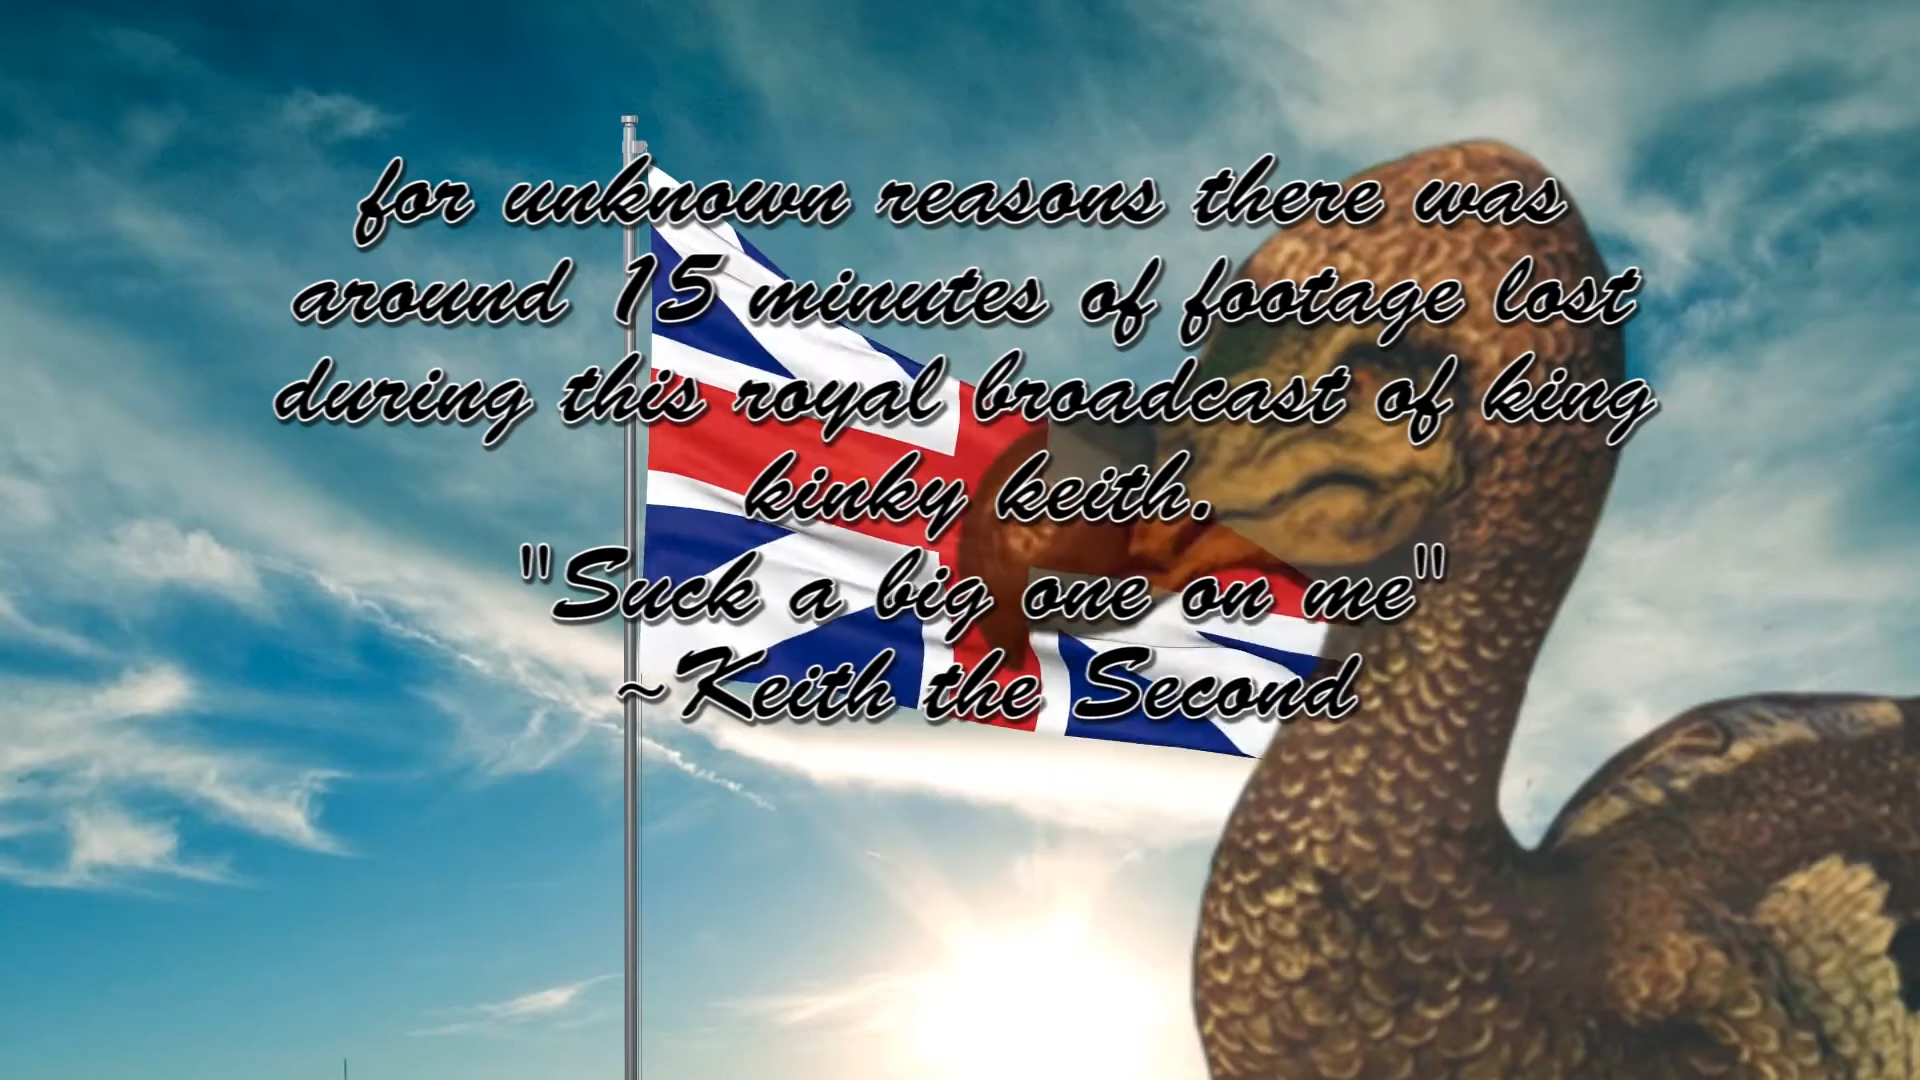 for unknown reasons there was
around 15 minutes of footage lost
during this royal broadcast of king
kinky keith.
"Suck a big one on me"
~Keith the Second